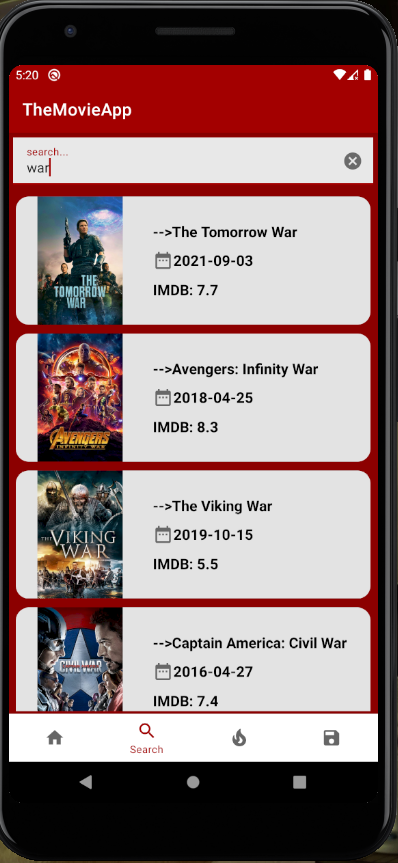 5:20
TheMovieApp
search...
war
THE
TOMORROW
WAR
-->The Tomorrow War
2021-09-03
IMDB: 7.7
AVENGERS
INFINITY WAR
-->Avengers: Infinity War
2018-04-25
IMDB: 8.3
THE VIKING
WAR
-->The Viking War
2019-10-15
IMDB: 5.5
CIVIL WAR
-->Captain America: Civil War
2016-04-27
IMDB: 7.4
Search